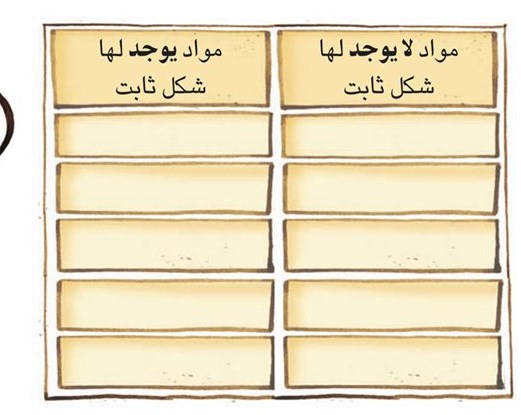 مواد لا يوجد لها
شكل ثابت
مواد يوجد لها
شكل ثابت